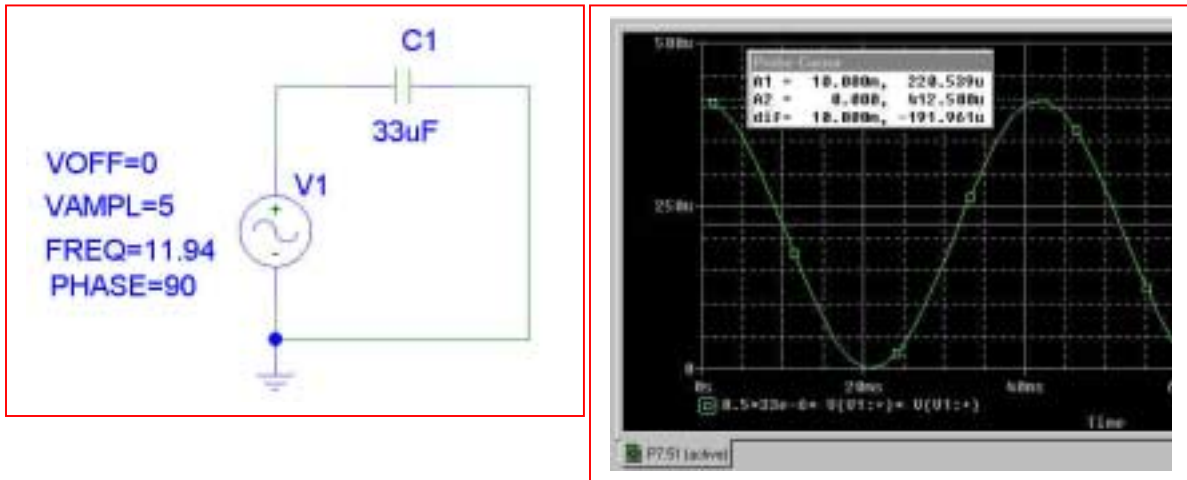 C1
33uF
VOFF=0
V1
VAMPL=5
FREQ=11.94
PHASE=90
+
-
500u
Probe Cursor
A1 = 10.000m, 220.539u
A2 = 0.000, 412.500u
dif= 10.000m, -191.961u
250u
0
0s 20ms 40ms
0.5*33e-6* V(V1:+)* V(V1:+)
Time
P7.51 (active)